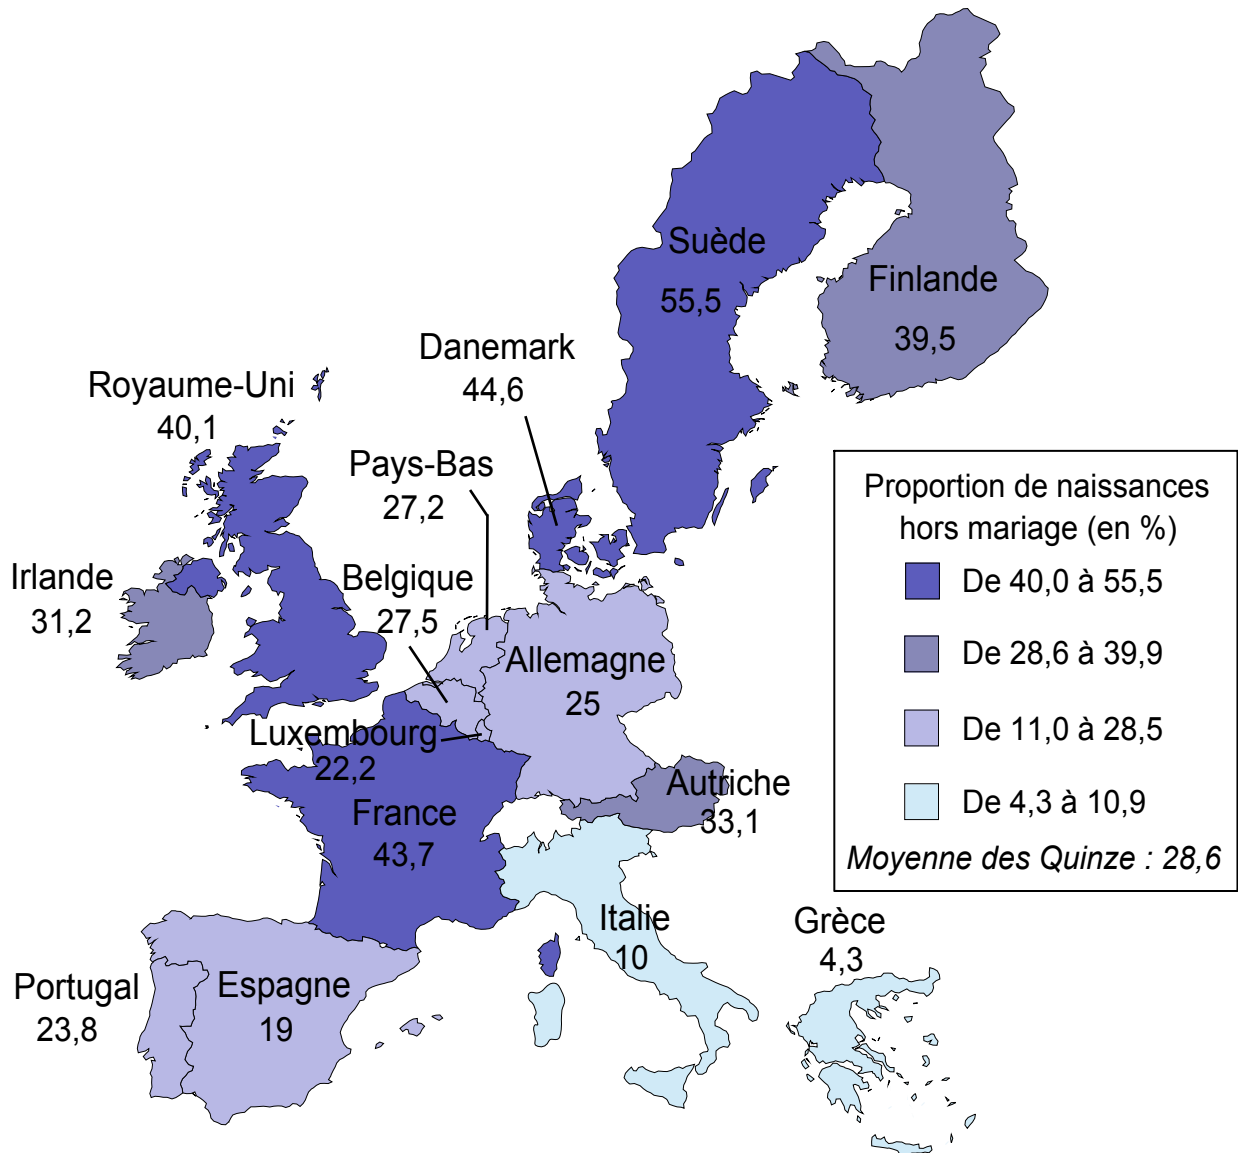 Suède
55,5
Finlande
39,5
Danemark
44,6
Royaume-Uni
40,1
Pays-Bas
27,2
Irlande
31,2
Belgique
27,5
Allemagne
25
Luxembourg
22,2
Autriche
33,1
France
43,7
Italie
10
Grèce
4,3
Portugal
23,8
Espagne
19
Proportion de naissances
hors mariage (en %)
De 40,0 à 55,5
De 28,6 à 39,9
De 11,0 à 28,5
De 4,3 à 10,9
Moyenne des Quinze : 28,6